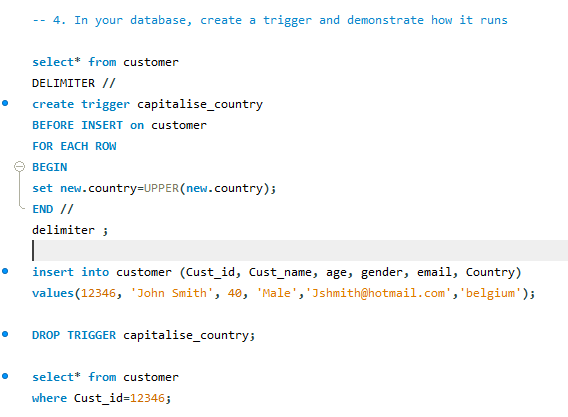 -- 4. In your database, create a trigger and demonstrate how it runs
select* from customer
DELIMITER //
create trigger capitalise_country
BEFORE INSERT on customer
FOR EACH ROW
BEGIN
set new.country=UPPER(new.country);
END //
delimiter ;
insert into customer (Cust_id, Cust_name, age, gender, email, Country)
values(12346, 'John Smith', 40, 'Male','Jshmith@hotmail.com','belgium');
DROP TRIGGER capitalise_country;
select* from customer
where Cust_id=12346;